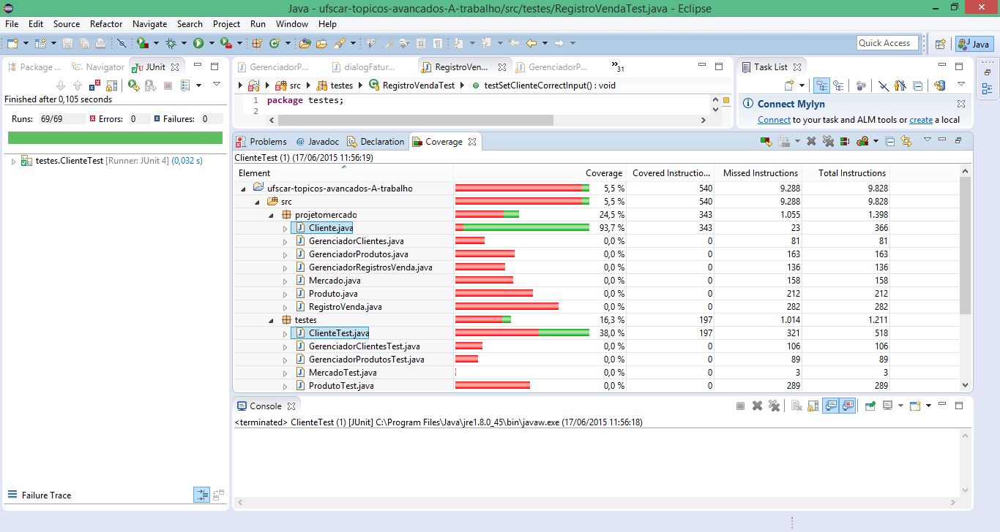 Java - ufscar-topicos-avancados-A-trabalho/src/testes/RegistroVendaTest.java - Eclipse
File Edit Source Refactor Navigate Search Project Run Window Help
Quick Access Java
Package ... Navigator JUnit
Finished after 0,105 seconds
Runs: 69/69 Errors: 0 Failures: 0
testes.ClienteTest [Runner: JUnit 4] (0,032 s)
Failure Trace
GerenciadorP... dialogFatur... RegistroVen... GerenciadorP... »31
src testes RegistroVendaTest testSetClienteCorrectInput() : void
1 package testes;
2
Task List
Connect Mylyn
Connect to your task and ALM tools or create a local
Problems @ Javadoc Declaration Coverage
ClienteTest (1) (17/06/2015 11:56:19)
Element Coverage Covered Instructio... Missed Instructions Total Instructions
ufscar-topicos-avancados-A-trabalho 5,5 % 540 9.288 9.828
src 5,5 % 540 9.288 9.828
projetomercado 24,5 % 343 1.055 1.398
Cliente.java 93,7 % 343 23 366
GerenciadorClientes.java 0,0 % 0 81 81
GerenciadorProdutos.java 0,0 % 0 163 163
GerenciadorRegistrosVenda.java 0,0 % 0 136 136
Mercado.java 0,0 % 0 158 158
Produto.java 0,0 % 0 212 212
RegistroVenda.java 0,0 % 0 282 282
testes 16,3 % 197 1.014 1.211
ClienteTest.java 38,0 % 197 321 518
GerenciadorClientesTest.java 0,0 % 0 106 106
GerenciadorProdutosTest.java 0,0 % 0 89 89
MercadoTest.java 0,0 % 0 3 3
ProdutoTest.java 0,0 % 0 289 289
Console
<terminated> ClienteTest (1) [JUnit] C:\Program Files\Java\jre1.8.0_45\bin\javaw.exe (17/06/2015 11:56:18)